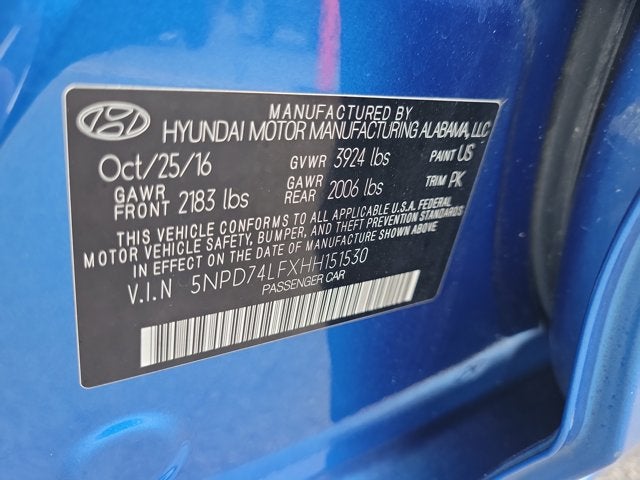 MANUFACTURED BY
HYUNDAI MOTOR MANUFACTURING ALABAMA, LLC
Oct/25/16 GVWR 3924 lbs PAINT US
GAWR FRONT 2183 lbs GAWR REAR 2006 lbs TRIM PK
THIS VEHICLE CONFORMS TO ALL APPLICABLE U.S.A. FEDERAL
MOTOR VEHICLE SAFETY, BUMPER, AND THEFT PREVENTION STANDARDS
IN EFFECT ON THE DATE OF MANUFACTURE SHOWN ABOVE.
V.I.N 5NPD74LFXHH151530
PASSENGER CAR